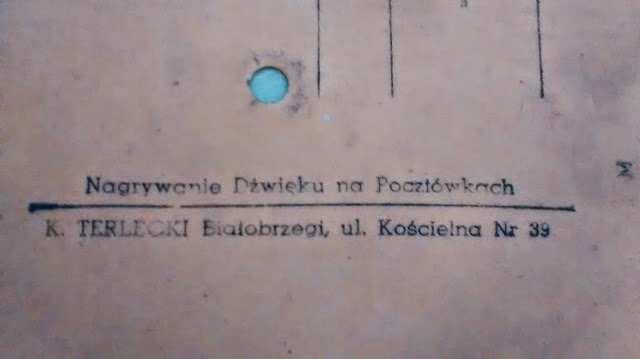 Nagrywanie Dźwięku na Pocztówkach
K. TERLECKI Białobrzegi, ul. Kościelna Nr 39
M